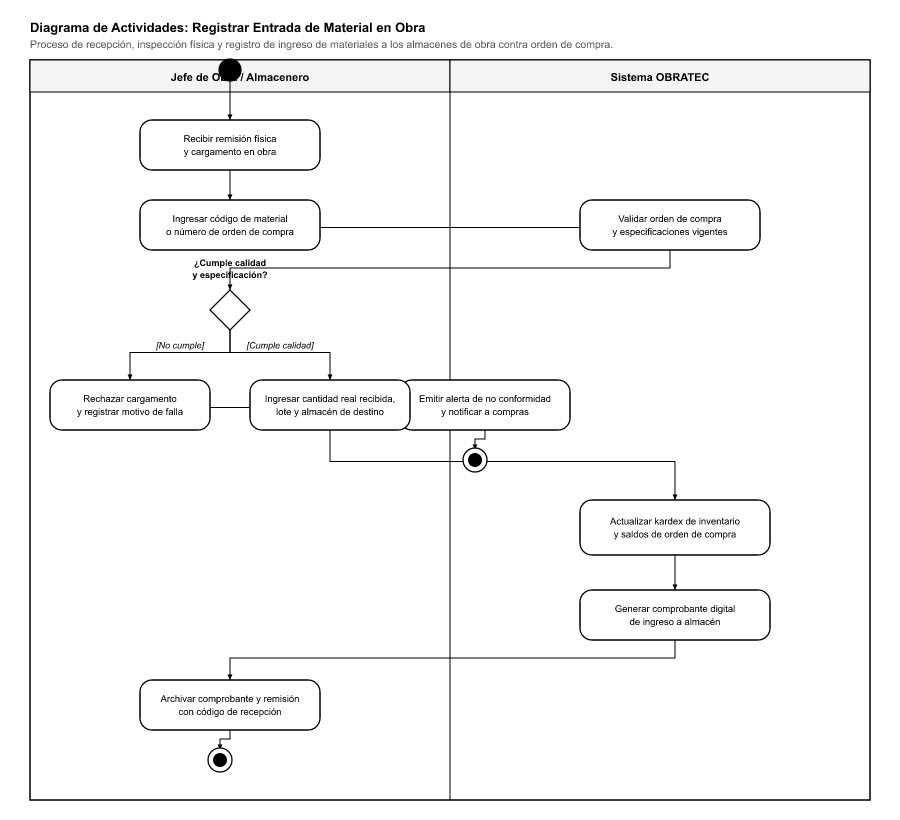 Diagrama de Actividades: Registrar Entrada de Material en Obra
Proceso de recepción, inspección física y registro de ingreso de materiales a los almacenes de obra contra orden de compra.
Jefe de Obra / Almacenero
Sistema OBRATEC
Recibir remisión física
y cargamento en obra
Ingresar código de material
o número de orden de compra
Validar orden de compra
y especificaciones vigentes
¿Cumple calidad
y especificación?
[No cumple]
[Cumple calidad]
Rechazar cargamento
y registrar motivo de falla
Ingresar cantidad real recibida,
lote y almacén de destino
Emitir alerta de no conformidad
y notificar a compras
Actualizar kardex de inventario
y saldos de orden de compra
Generar comprobante digital
de ingreso a almacén
Archivar comprobante y remisión
con código de recepción